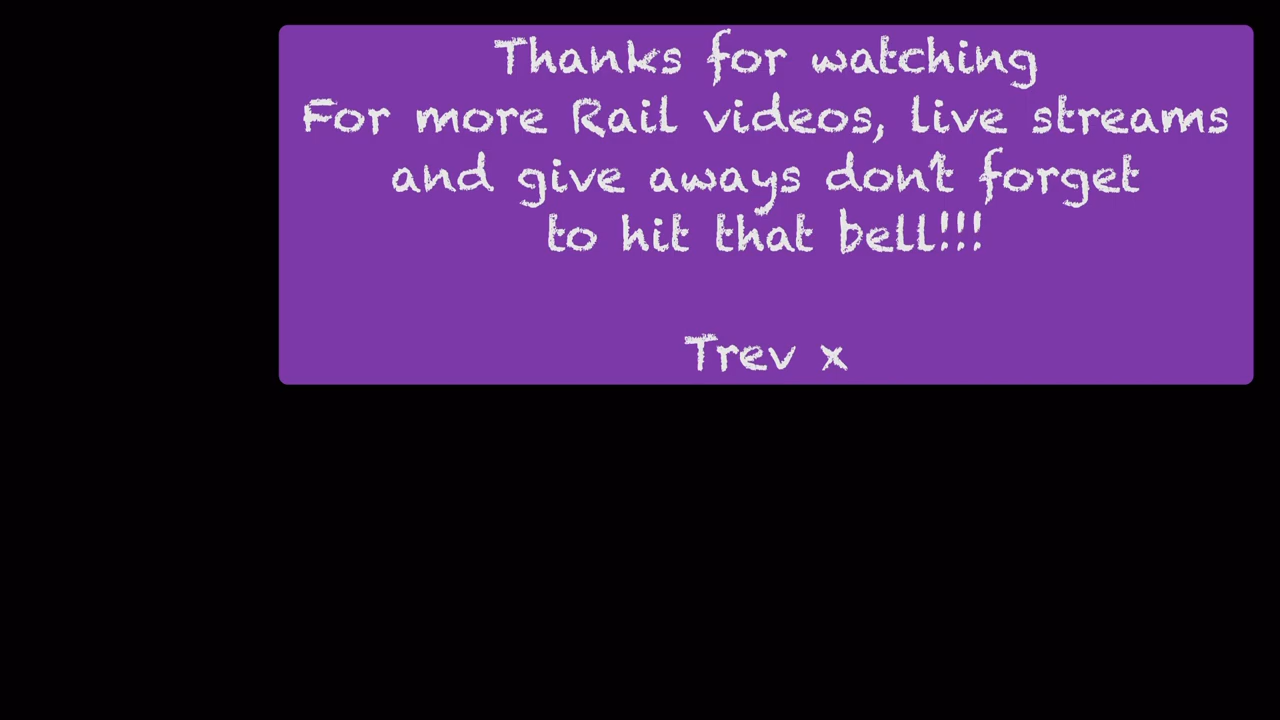 Thanks for watching
For more Rail videos, live streams
and give aways don't forget
to hit that bell!!!
Trev x